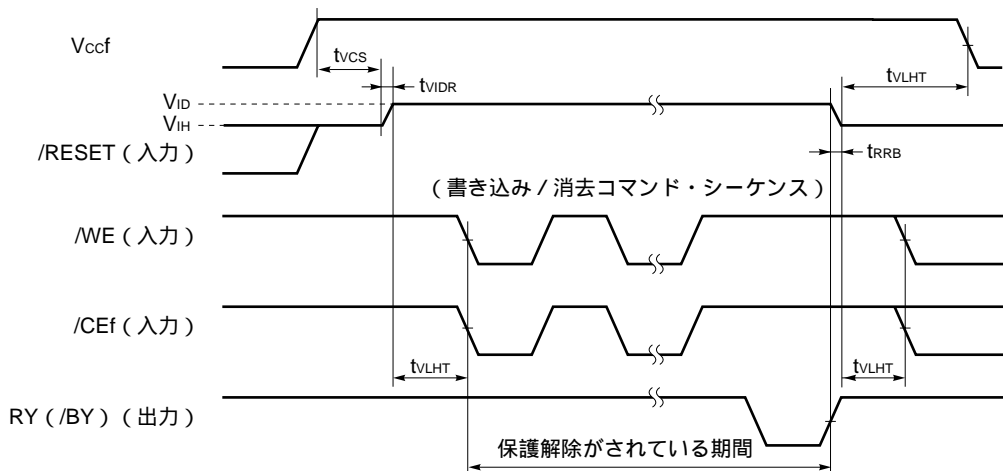 Vccf
tVCS
tVIDR
tVLHT
VID
VIH
/RESET（入力）
tRRB
（書き込み / 消去コマンド・シーケンス）
/WE（入力）
/CEf（入力）
tVLHT
tVLHT
RY（/BY）（出力）
保護解除がされている期間